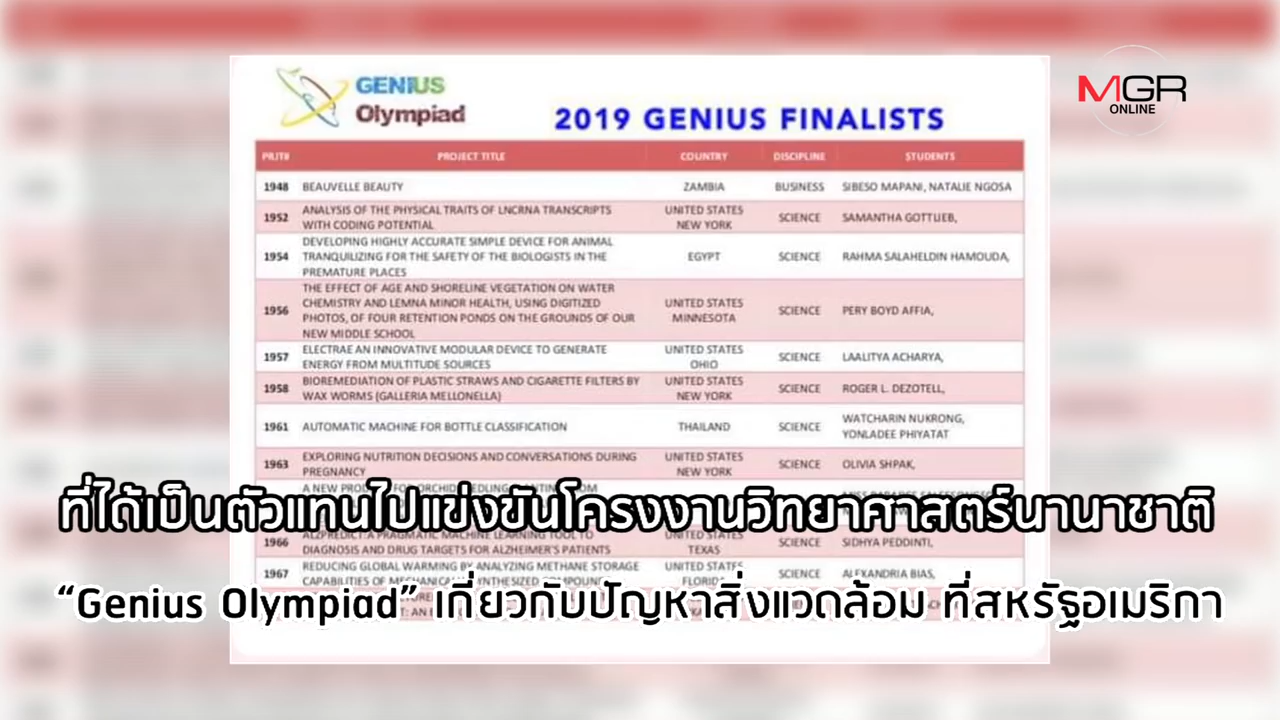 MGR
ONLINE
GENIUS
Olympiad
2019 GENIUS FINALISTS
PRJT# PROJECT TITLE COUNTRY DISCIPLINE STUDENTS
1948 BEAUVELLE BEAUTY ZAMBIA BUSINESS SIBESO MAPANI, NATALIE NGOSA
1952 ANALYSIS OF THE PHYSICAL TRAITS OF LNCRNA TRANSCRIPTS
WITH CODING POTENTIAL
UNITED STATES
NEW YORK
SCIENCE
SAMANTHA GOTTLIEB,
1954 DEVELOPING HIGHLY ACCURATE SIMPLE DEVICE FOR ANIMAL
TRANQUILIZING FOR THE SAFETY OF THE BIOLOGISTS IN THE
PREMATURE PLACES
EGYPT
SCIENCE
RAHMA SALAHELDIN HAMOUDA,
1956 THE EFFECT OF AGE AND SHORELINE VEGETATION ON WATER
CHEMISTRY AND LEMNA MINOR HEALTH, USING DIGITIZED
PHOTOS, OF FOUR RETENTION PONDS ON THE GROUNDS OF OUR
NEW MIDDLE SCHOOL
UNITED STATES
MINNESOTA
SCIENCE
PERY BOYD AFFIA,
1957 ELECTRAE AN INNOVATIVE MODULAR DEVICE TO GENERATE
ENERGY FROM MULTITUDE SOURCES
UNITED STATES
OHIO
SCIENCE
LAALITYA ACHARYA,
1958 BIOREMEDIATION OF PLASTIC STRAWS AND CIGARETTE FILTERS BY
WAX WORMS (GALLERIA MELLONELLA)
UNITED STATES
NEW YORK
SCIENCE
ROGER L. DEZOTELL,
1961 AUTOMATIC MACHINE FOR BOTTLE CLASSIFICATION
THAILAND
SCIENCE
WATCHARIN NUKRONG,
YONLADEE PHIYATAT
1963 EXPLORING NUTRITION DECISIONS AND CONVERSATIONS DURING
PREGNANCY
UNITED STATES
NEW YORK
SCIENCE
OLIVIA SHPAK,
ที่ได้เป็นตัวแทนไปแข่งขันโครงงานวิทยาศาสตร์นานาชาติ
1966 ALZPREDICT:A PRAGMATIC MACHINE LEARNING TOOL TO
DIAGNOSIS AND DRUG TARGETS FOR ALZHEIMER'S PATIENTS
UNITED STATES
TEXAS
SCIENCE
SIDHYA PEDDINTI,
1967 REDUCING GLOBAL WARMING BY ANALYZING METHANE STORAGE
CAPABILITIES OF
UNITED STATES
FLORIDA
SCIENCE
ALEXANDRIA BIAS,
“Genius Olympiad” เกี่ยวกับปัญหาสิ่งแวดล้อม ที่สหรัฐอเมริกา